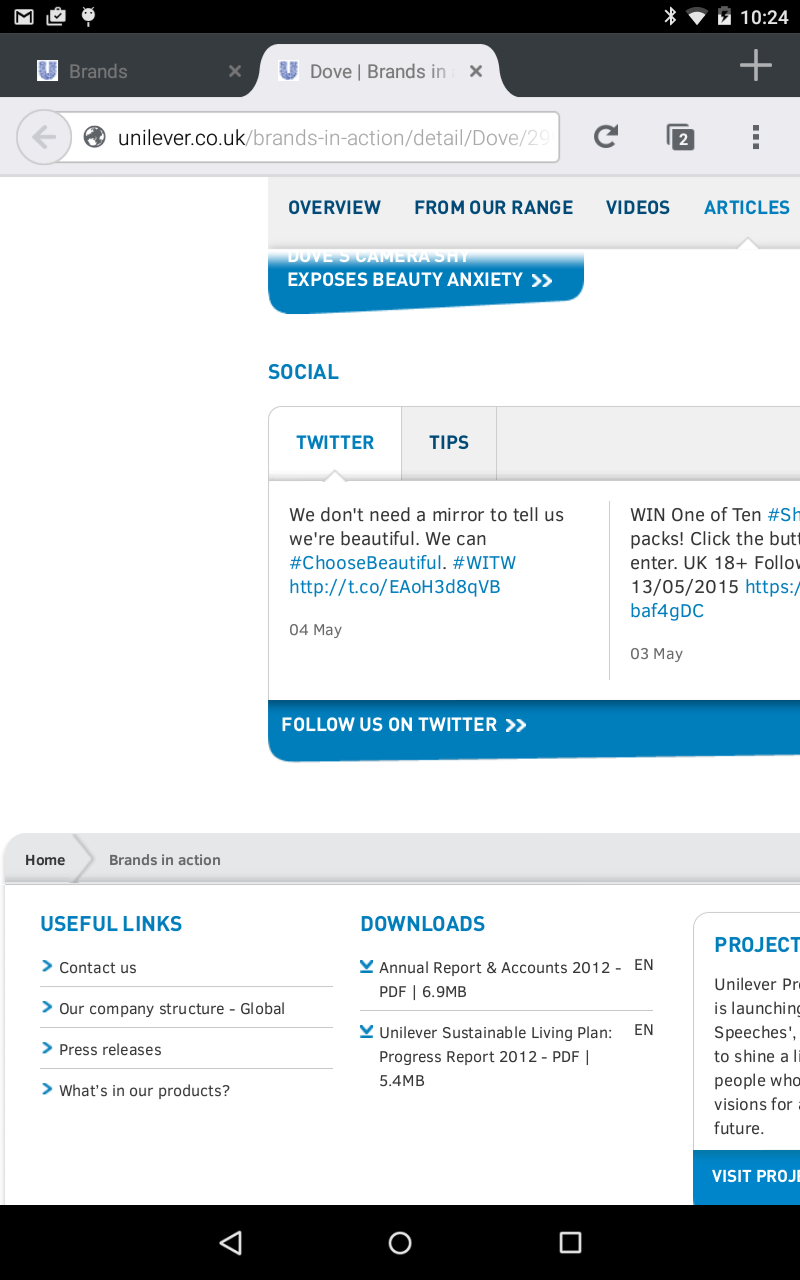 10:24
Brands
Dove | Brands in
unilever.co.uk/brands-in-action/detail/Dove/29
2
OVERVIEW FROM OUR RANGE VIDEOS ARTICLES
DOVE'S CAMERA SHY
EXPOSES BEAUTY ANXIETY
SOCIAL
TWITTER TIPS
We don't need a mirror to tell us
we're beautiful. We can
#ChooseBeautiful. #WITW
http://t.co/EAoH3d8qVB
04 May
WIN One of Ten #Sh
packs! Click the butt
enter. UK 18+ Follow
13/05/2015 https:/
baf4gDC
03 May
FOLLOW US ON TWITTER
Home Brands in action
USEFUL LINKS
Contact us
Our company structure - Global
Press releases
What's in our products?
DOWNLOADS
Annual Report & Accounts 2012 - EN
PDF | 6.9MB
Unilever Sustainable Living Plan: EN
Progress Report 2012 - PDF |
5.4MB
PROJECT
Unilever Pro
is launching
Speeches',
to shine a li
people who
visions for a
future.
VISIT PROJE